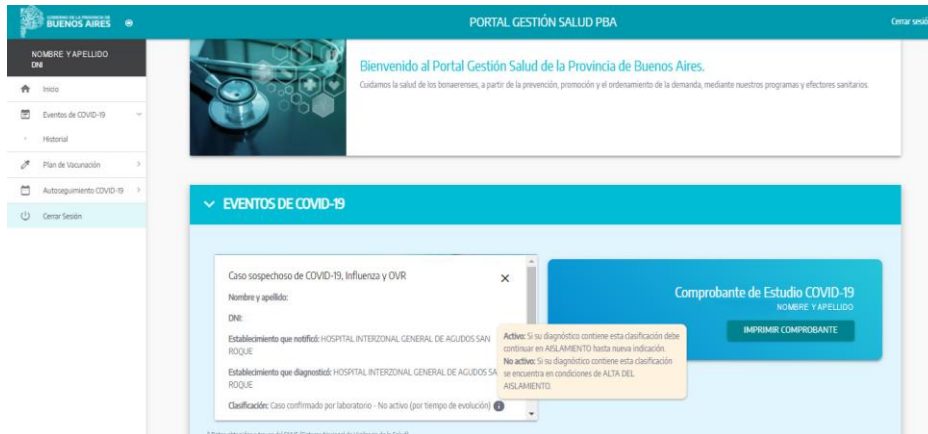 GOBIERNO DE LA PROVINCIA DE
BUENOS AIRES
PORTAL GESTIÓN SALUD PBA
Cerrar sesió
NOMBRE Y APELLIDO
DNI
Inicio
Eventos de COVID-19
Historial
Plan de Vacunación
Autoseguimiento COVID-19
Cerrar Sesión
Bienvenido al Portal Gestión Salud de la Provincia de Buenos Aires.
Cuidamos la salud de los bonaerenses, a partir de la prevención, promoción y el ordenamiento de la demanda, mediante nuestros programas y efectores sanitarios.
EVENTOS DE COVID-19
Caso sospechoso de COVID-19, Influenza y OVR
Nombre y apellido:
DNI:
Establecimiento que notificó: HOSPITAL INTERZONAL GENERAL DE AGUDOS SAN
ROQUE
Establecimiento que diagnosticó: HOSPITAL INTERZONAL GENERAL DE AGUDOS SA
ROQUE
Clasificación: Caso confirmado por laboratorio - No activo (por tiempo de evolución)
Activo: Si su diagnóstico contiene esta clasificación debe
continuar en AISLAMIENTO hasta nueva indicación.
No activo: Si su diagnóstico contiene esta clasificación
se encuentra en condiciones de ALTA DEL
AISLAMIENTO.
Comprobante de Estudio COVID-19
NOMBRE Y APELLIDO
IMPRIMIR COMPROBANTE